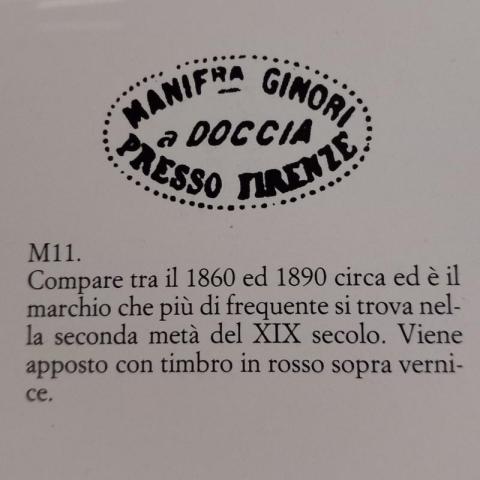 MANIFRA GINORI
a DOCCIA
PRESSO FIRENZE
M11.
Compare tra il 1860 ed 1890 circa ed è il
marchio che più di frequente si trova nel-
la seconda metà del XIX secolo. Viene
apposto con timbro in rosso sopra verni-
ce.